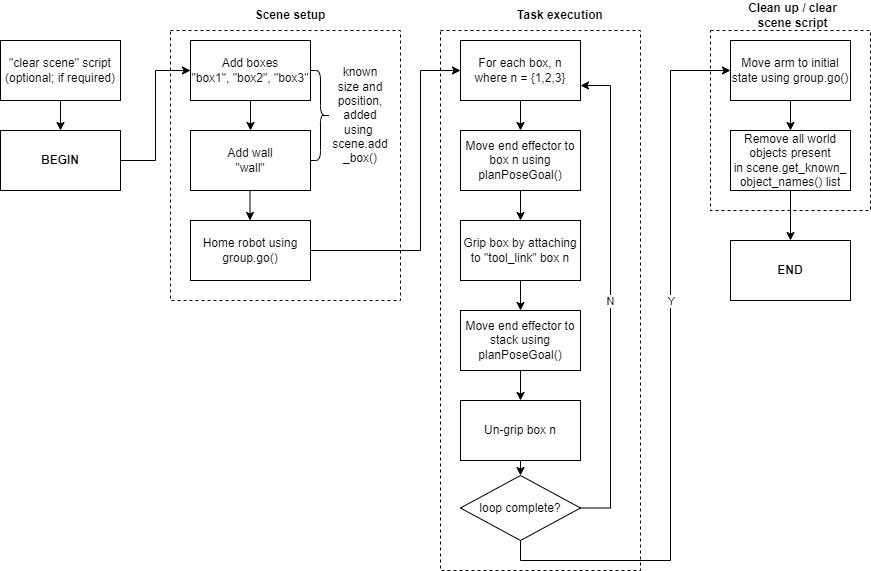 "clear scene" script
(optional; if required)
BEGIN
Scene setup
Add boxes
"box1", "box2", "box3"
Add wall
"wall"
Home robot using
group.go()
known
size and
position,
added
using
scene.add
_box()
Task execution
For each box, n
where n = {1,2,3}
Move end effector to
box n using
planPoseGoal()
Grip box by attaching
to "tool_link" box n
Move end effector to
stack using
planPoseGoal()
Un-grip box n
loop complete?
N
Y
Clean up / clear
scene script
Move arm to initial
state using group.go()
Remove all world
objects present
in scene.get_known_
object_names() list
END